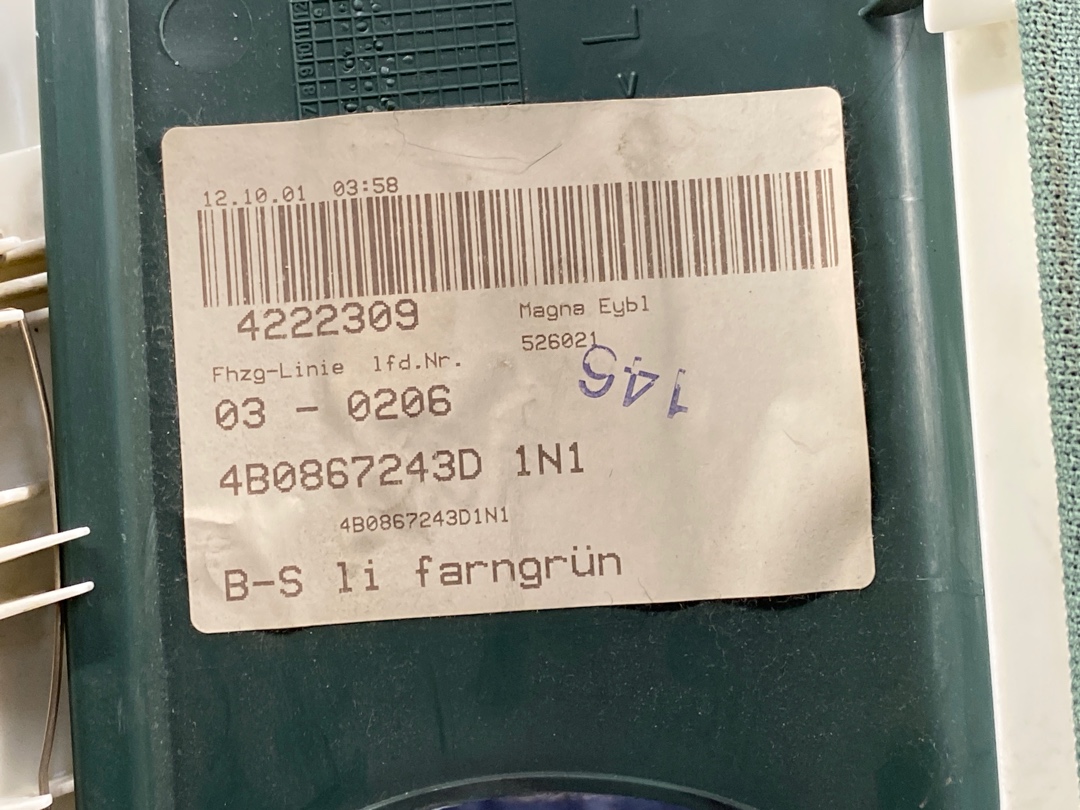 12.10.01 03:58
4222309
Magna Eybl
526021
Fhzg-Linie lfd.Nr.
145
03 - 0206
4B0867243D 1N1
4B0867243D1N1
B-S li farngrün